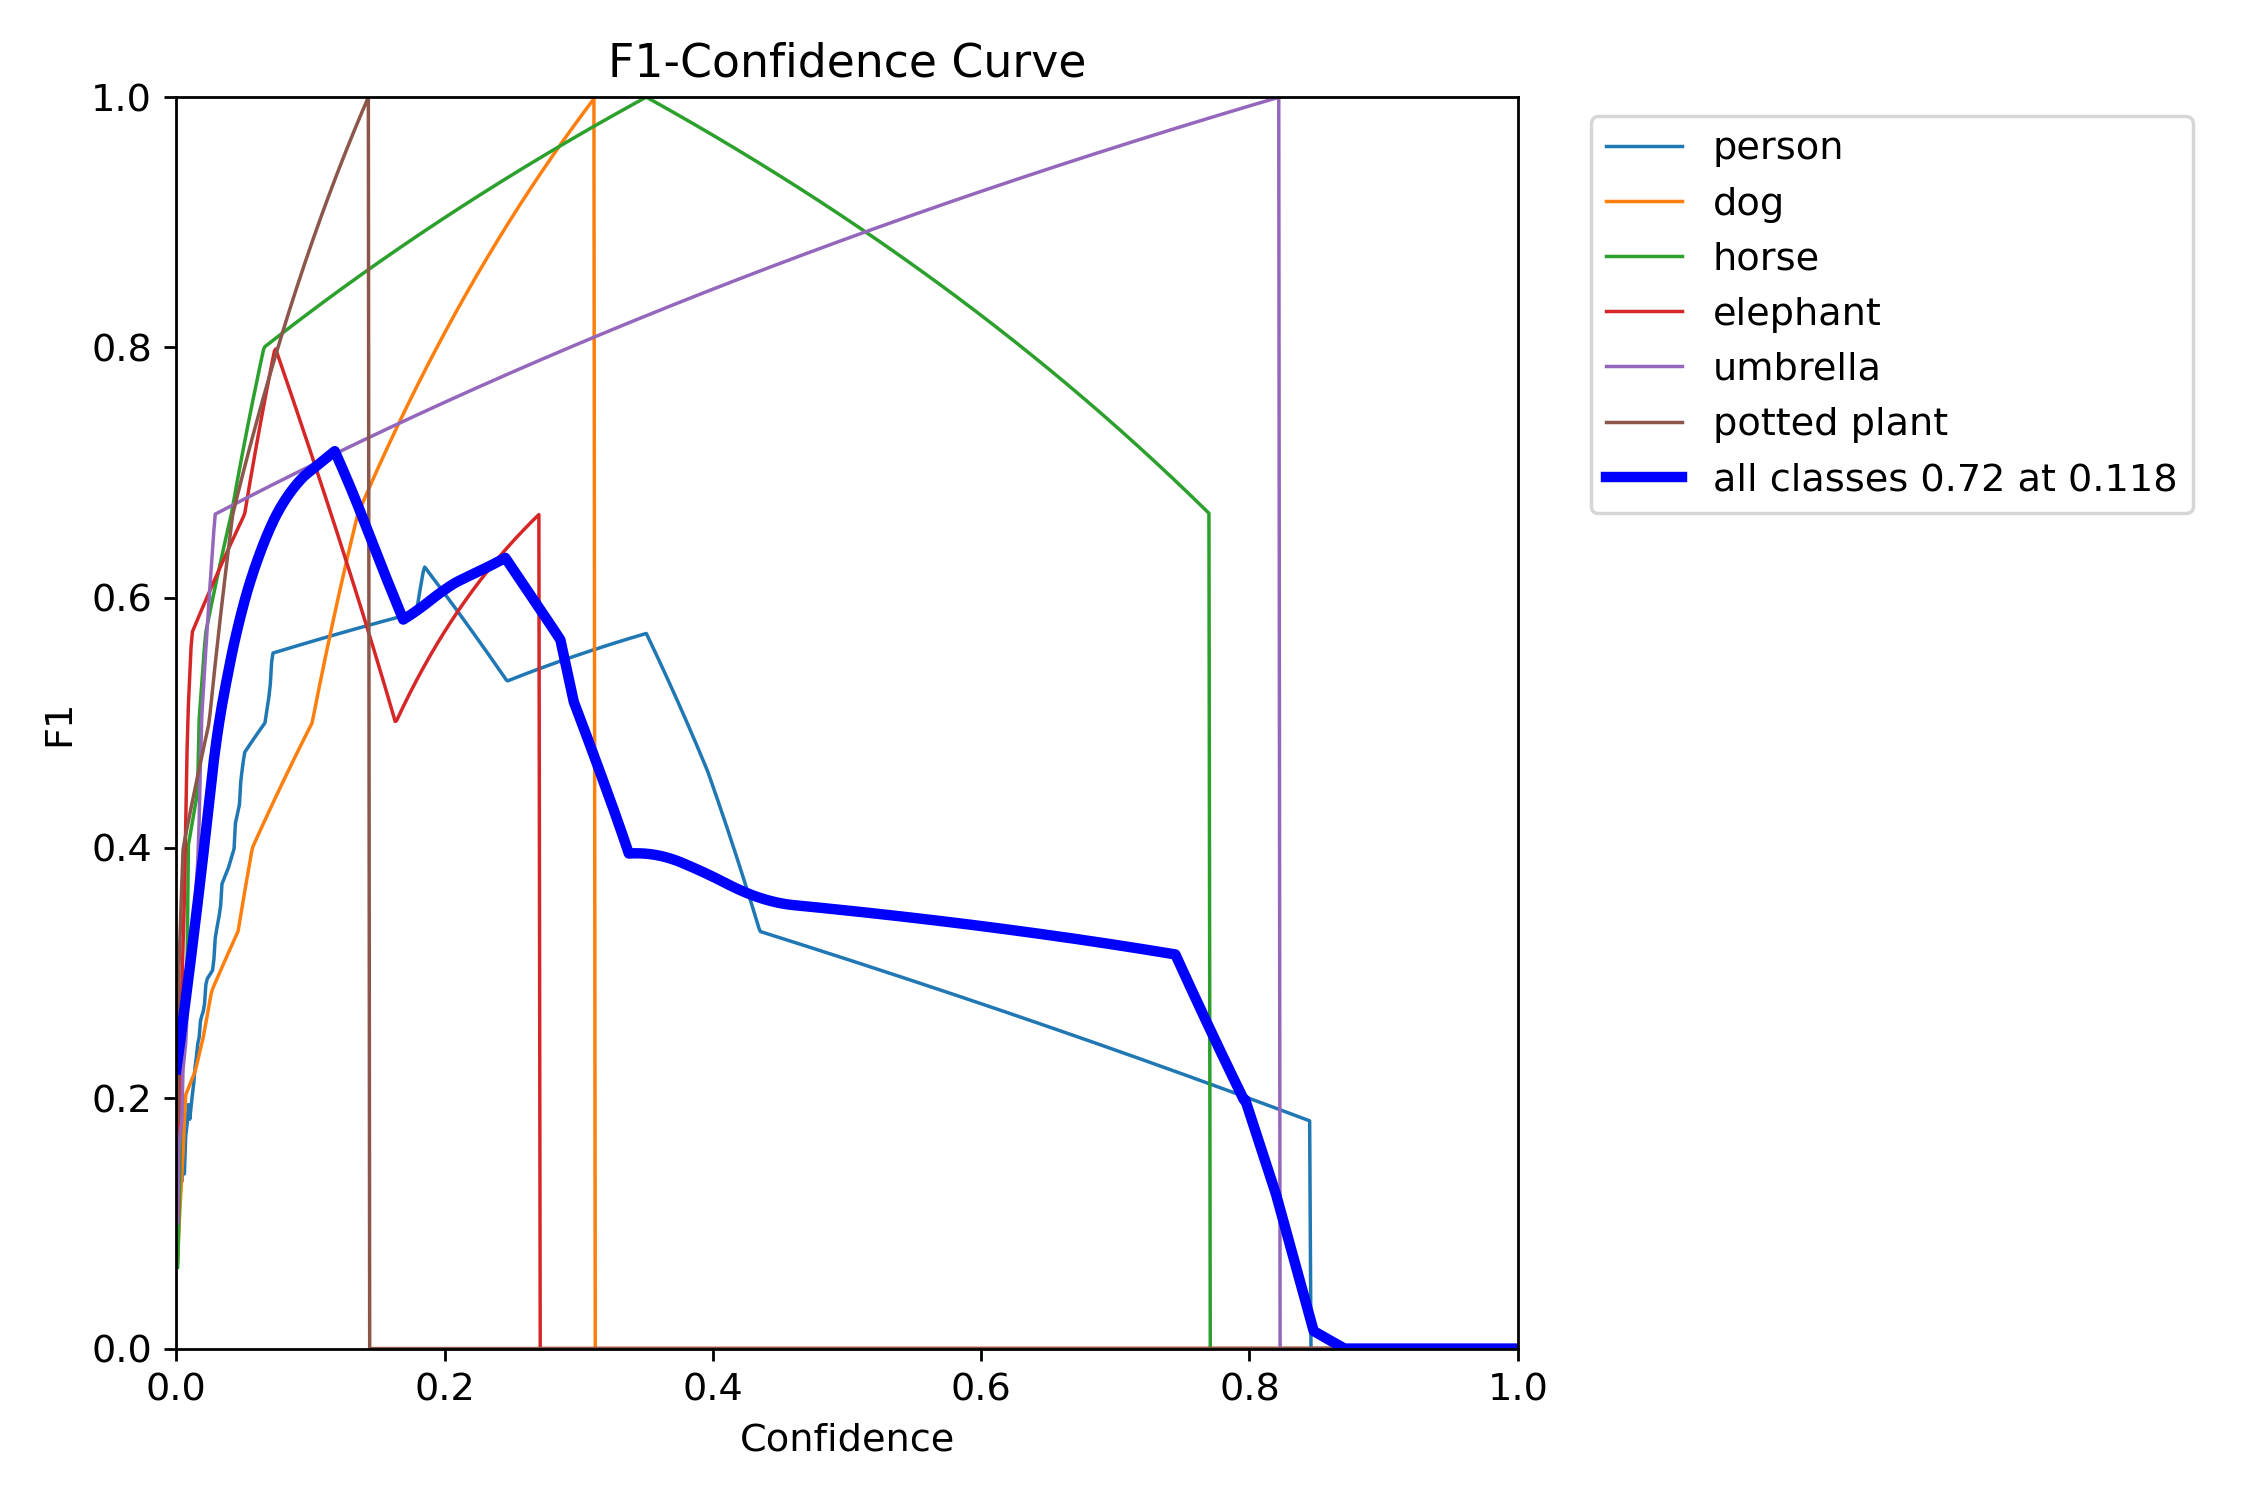 F1-Confidence Curve
1.0
0.8
0.6
0.4
0.2
0.0
F1
0.0 0.2 0.4 0.6 0.8 1.0
Confidence
person
dog
horse
elephant
umbrella
potted plant
all classes 0.72 at 0.118